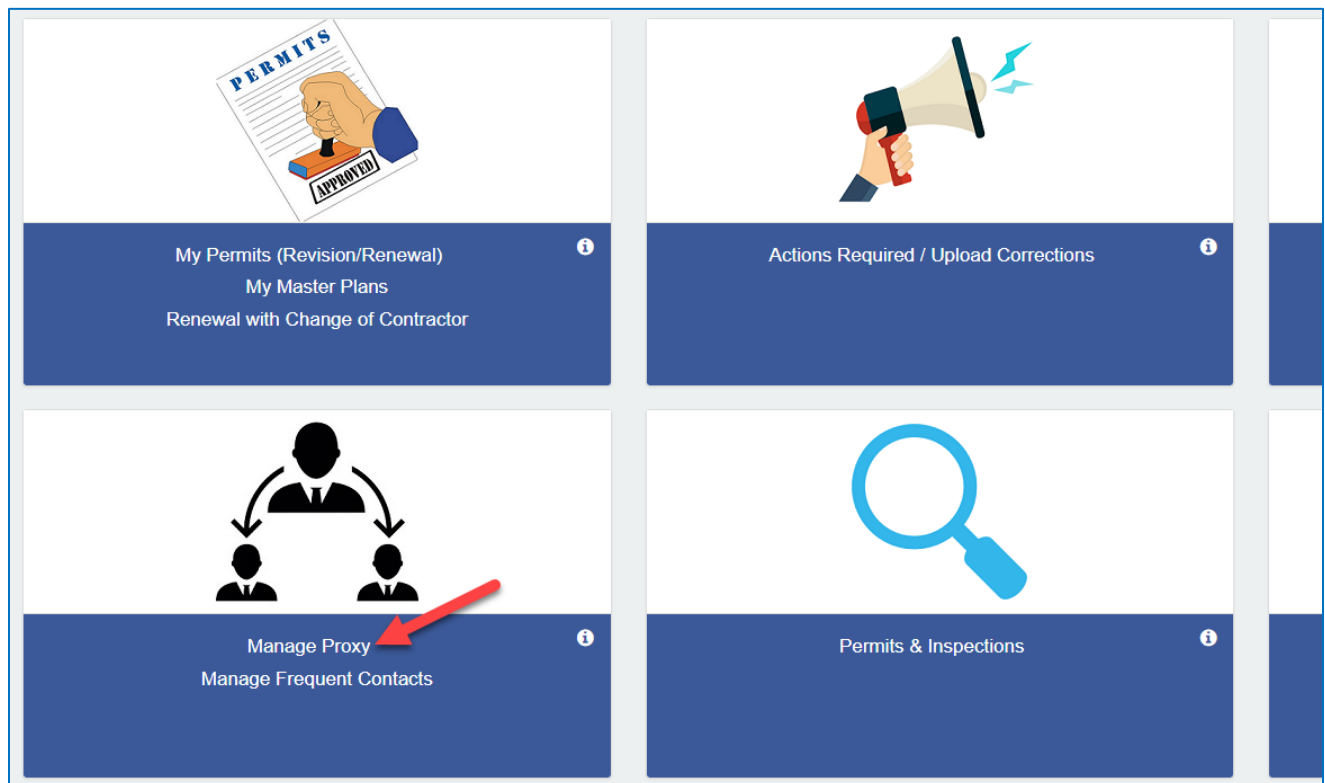 PERMITS
APPROVED
My Permits (Revision/Renewal)
My Master Plans
Renewal with Change of Contractor
Actions Required / Upload Corrections
Manage Proxy
Manage Frequent Contacts
Permits & Inspections